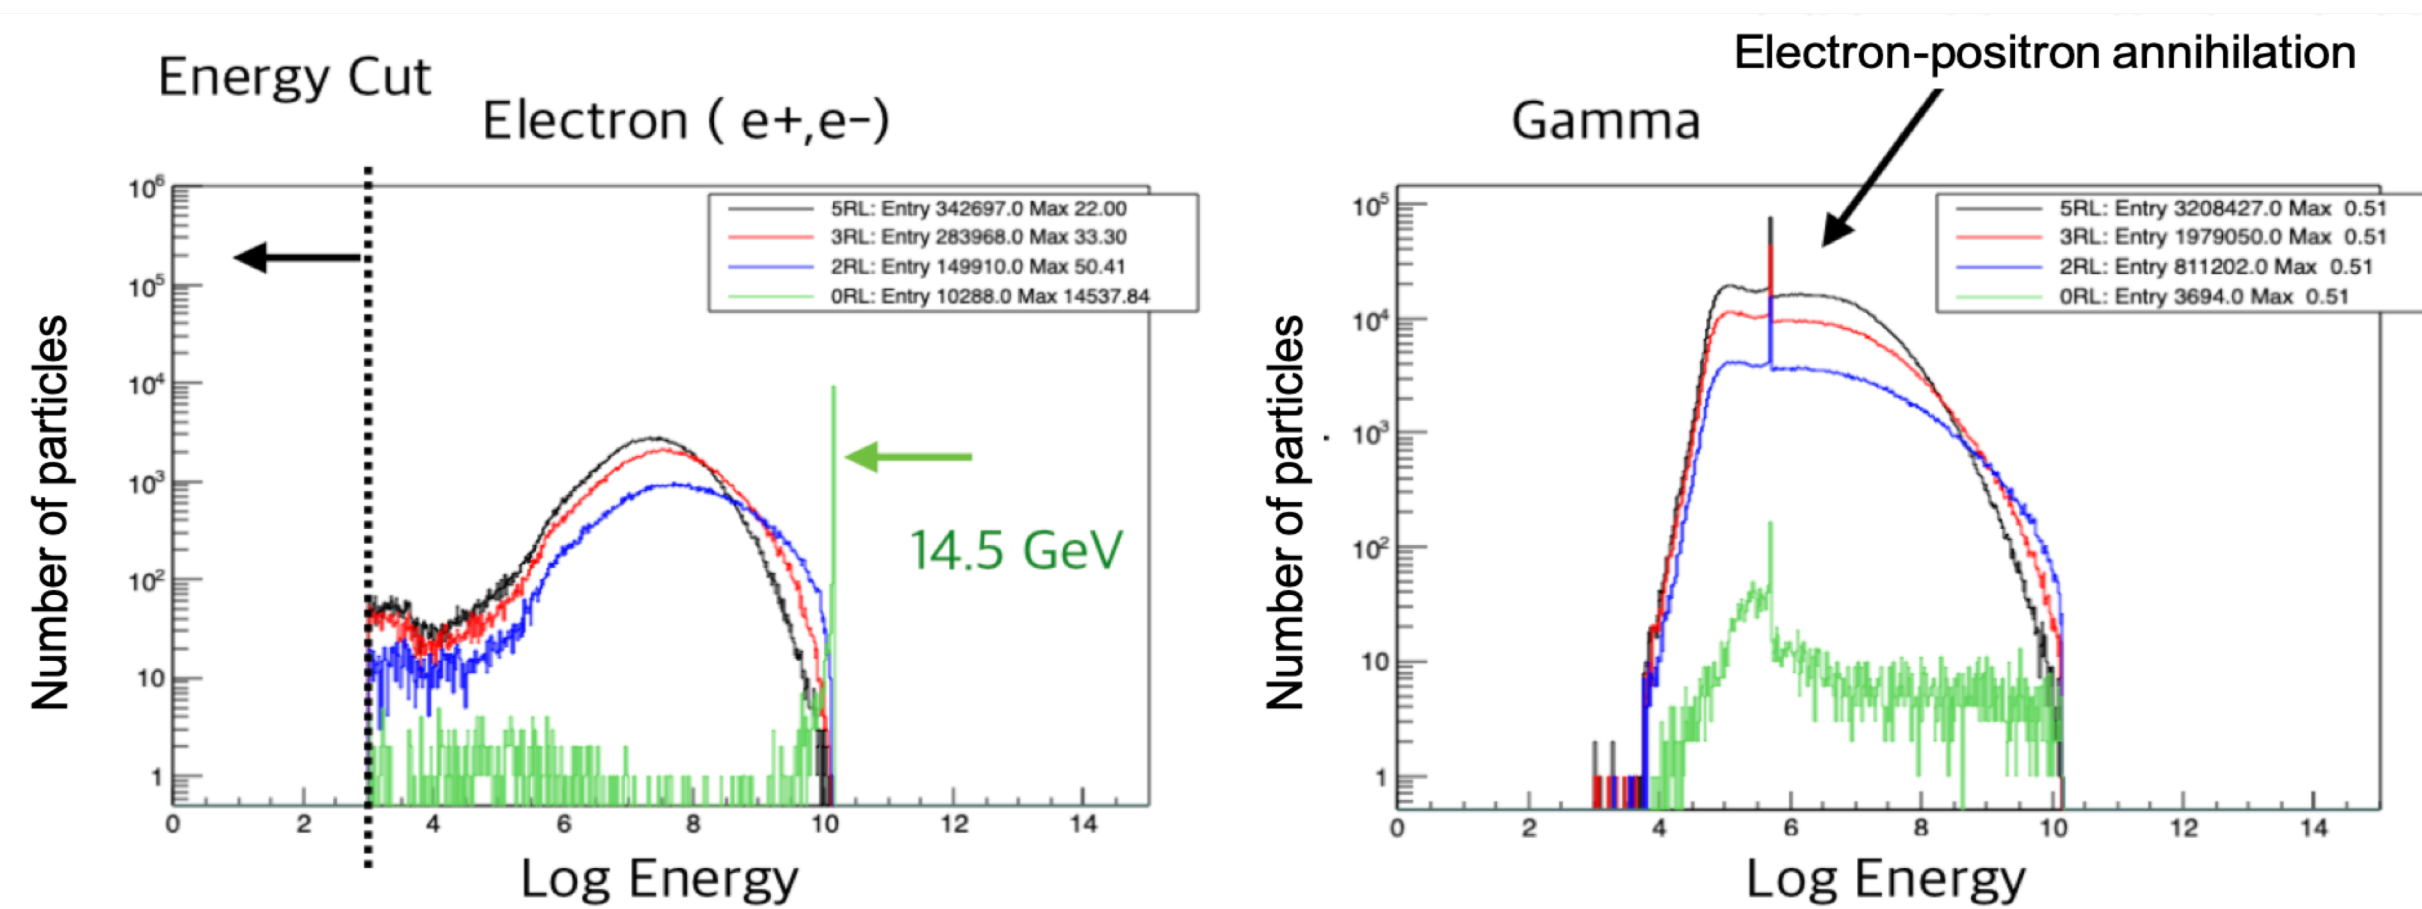 Energy Cut
Electron ( e+,e-)
10⁶
10⁵
10⁴
10³
10²
10
1
0 2 4 6 8 10 12 14
Number of particles
Log Energy
5RL: Entry 342697.0 Max 22.00
3RL: Entry 283968.0 Max 33.30
2RL: Entry 149910.0 Max 50.41
0RL: Entry 10288.0 Max 14537.84
14.5 GeV
Electron-positron annihilation
Gamma
10⁵
10⁴
10³
10²
10
1
0 2 4 6 8 10 12 14
Number of particles
Log Energy
5RL: Entry 3208427.0 Max 0.51
3RL: Entry 1979050.0 Max 0.51
2RL: Entry 811202.0 Max 0.51
0RL: Entry 3694.0 Max 0.51